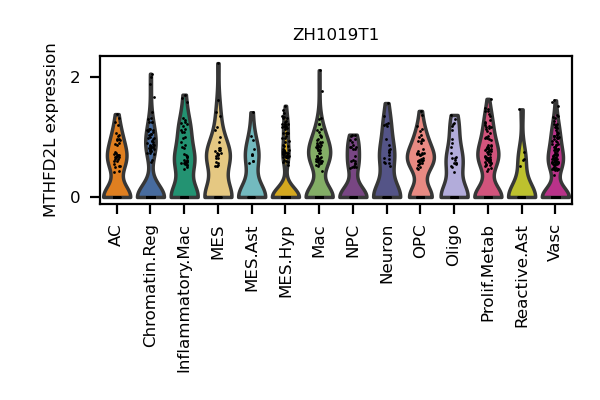 ZH1019T1
MTHFD2L expression
2
0
AC
Chromatin.Reg
Inflammatory.Mac
MES
MES.Ast
MES.Hyp
Mac
NPC
Neuron
OPC
Oligo
Prolif.Metab
Reactive.Ast
Vasc